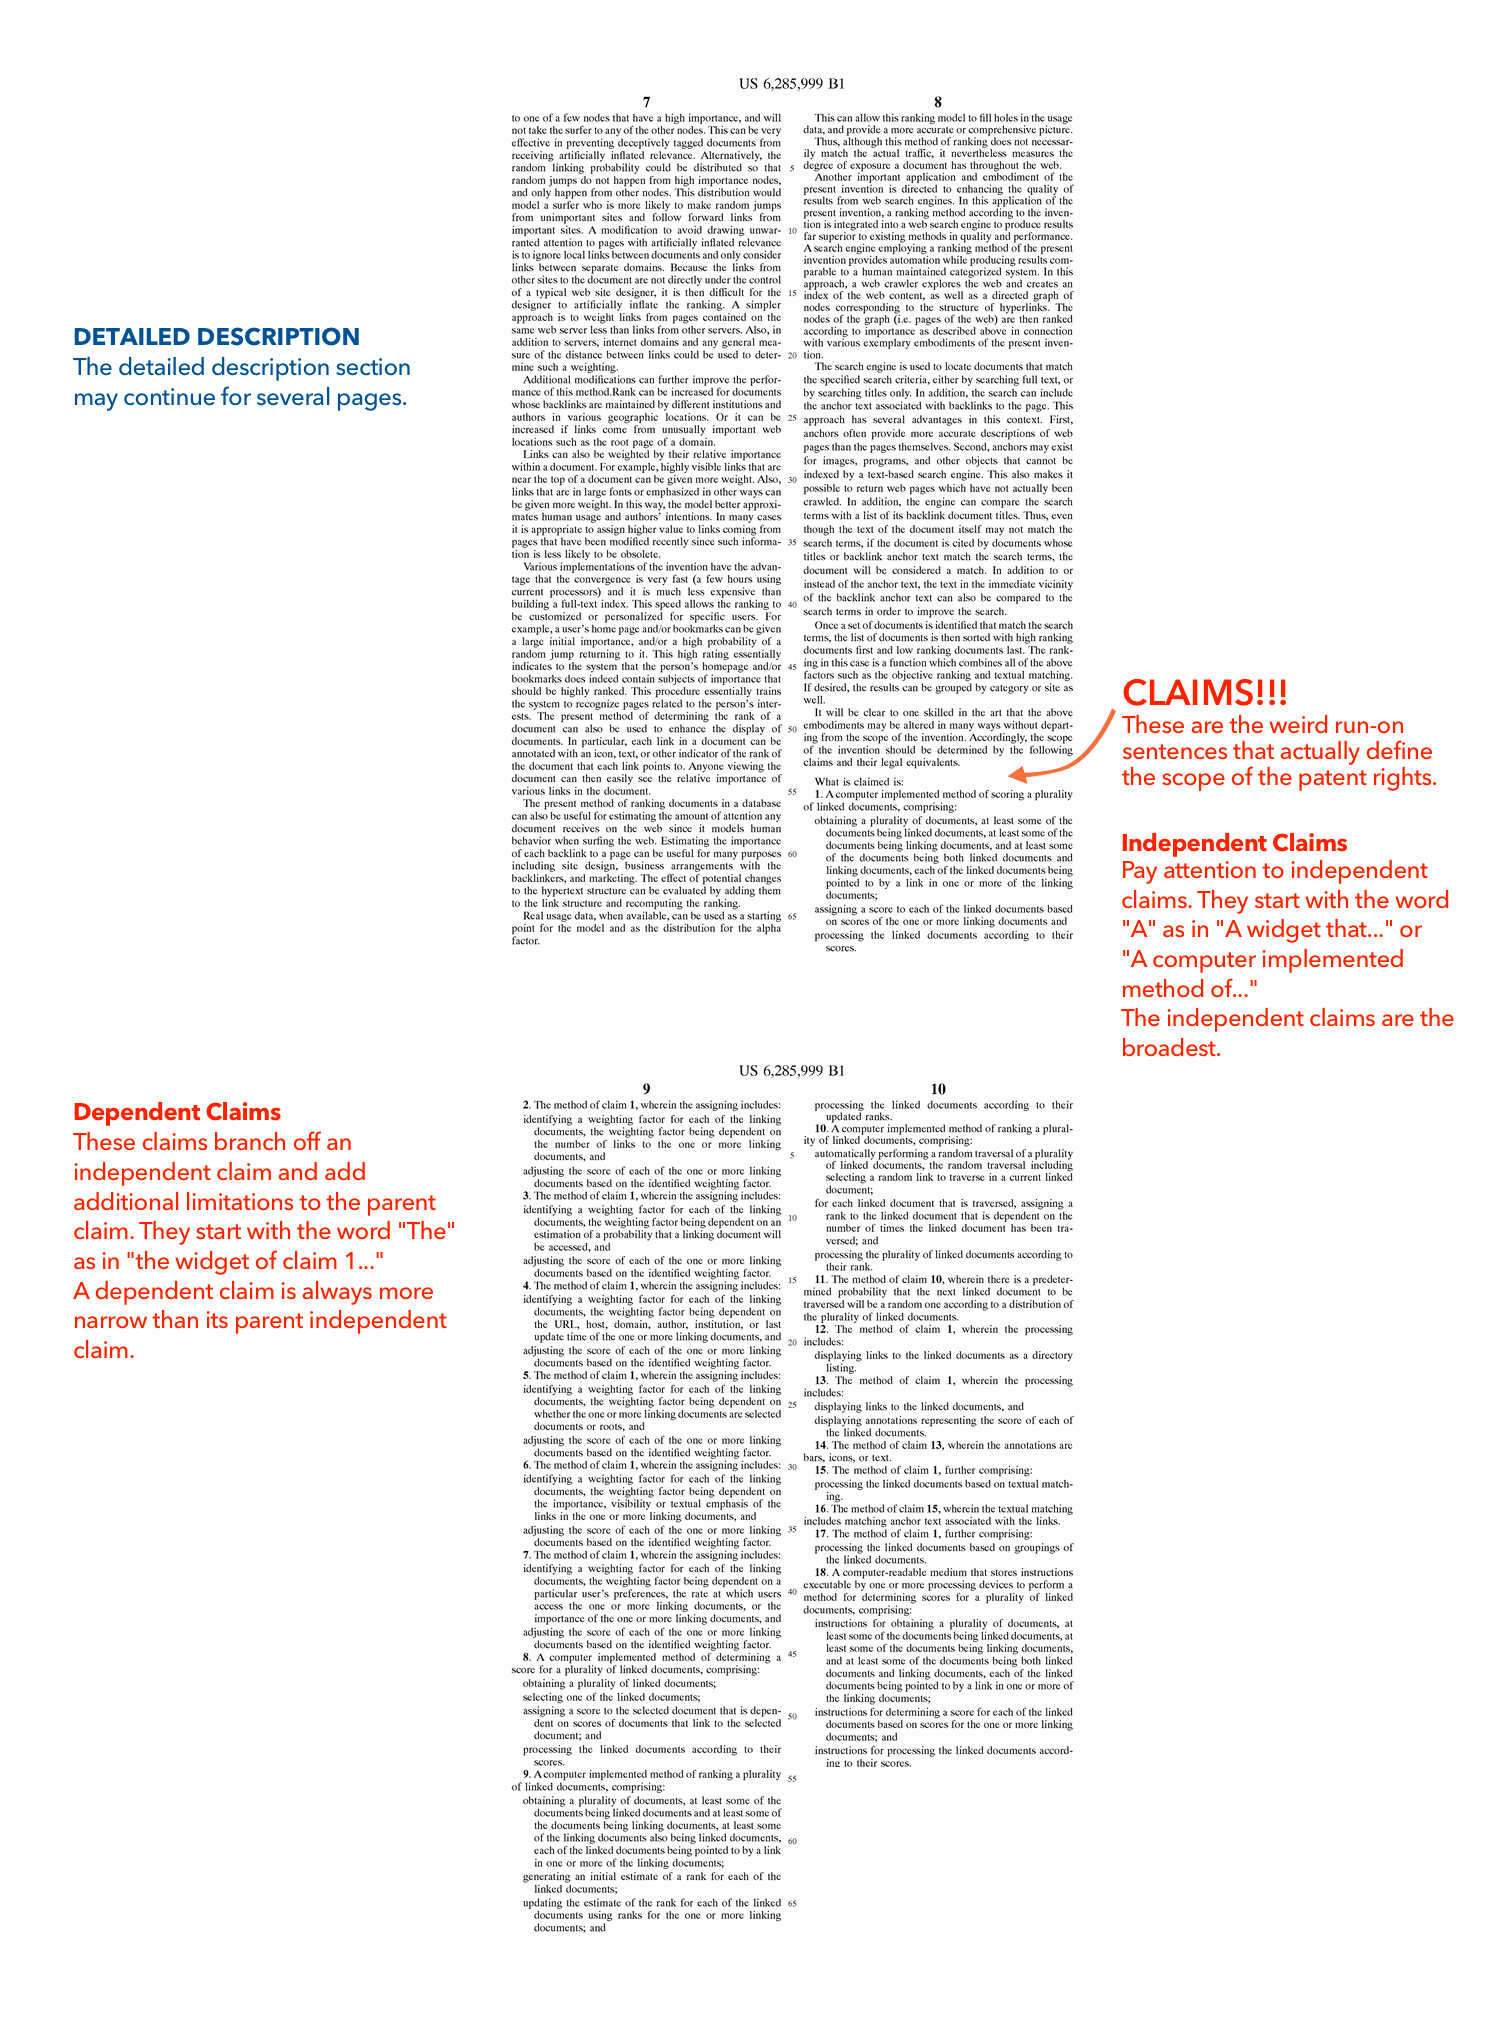 US 6,285,999 B1
7
to one of a few nodes that have a high importance, and will
not take the surfer to any of the other nodes. This can be very
effective in preventing deceptively tagged documents from
receiving artificially inflated relevance. Alternatively, the
random linking probability could be distributed so that
random jumps do not happen from high importance nodes,
and only happen from other nodes. This distribution would
model a surfer who is more likely to make random jumps
from unimportant sites and follow forward links from
important sites. A modification to avoid drawing unwar-
ranted attention to pages with artificially inflated relevance
is to ignore local links between documents and only consider
links between separate domains. Because the links from
other sites to the document are not directly under the control
of a typical web site designer, it is then difficult for the
designer to artificially inflate the ranking. A simpler
approach is to weight links from pages contained on the
same web server less than links from other servers. Also, in
addition to servers, internet domains and any general mea-
sure of the distance between links could be used to deter-
mine such a weighting.
Additional modifications can further improve the perfor-
mance of this method.Rank can be increased for documents
whose backlinks are maintained by different institutions and
authors in various geographic locations. Or it can be
increased if links come from unusually important web
locations such as the root page of a domain.
Links can also be weighted by their relative importance
within a document. For example, highly visible links that are
near the top of a document can be given more weight. Also,
links that are in large fonts or emphasized in other ways can
be given more weight. In this way, the model better approxi-
mates human usage and authors' intentions. In many cases
it is appropriate to assign higher value to links coming from
pages that have been modified recently since such informa-
tion is less likely to be obsolete.
Various implementations of the invention have the advan-
tage that the convergence is very fast (a few hours using
current processors) and it is much less expensive than
building a full-text index. This speed allows the ranking to
be customized or personalized for specific users. For
example, a user's home page and/or bookmarks can be given
a large initial importance, and/or a high probability of a
random jump returning to it. This high rating essentially
indicates to the system that the person's homepage and/or
bookmarks does indeed contain subjects of importance that
should be highly ranked. This procedure essentially trains
the system to recognize pages related to the person's inter-
ests. The present method of determining the rank of a
document can also be used to enhance the display of
documents. In particular, each link in a document can be
annotated with an icon, text, or other indicator of the rank of
the document that each link points to. Anyone viewing the
document can then easily see the relative importance of
various links in the document.
The present method of ranking documents in a database
can also be useful for estimating the amount of attention any
document receives on the web since it models human
behavior when surfing the web. Estimating the importance
of each backlink to a page can be useful for many purposes
including site design, business arrangements with the
backlinkers, and marketing. The effect of potential changes
to the hypertext structure can be evaluated by adding them
to the link structure and recomputing the ranking.
Real usage data, when available, can be used as a starting
point for the model and as the distribution for the alpha
factor.
5
10
15
20
25
30
35
40
45
50
55
60
65
8
This can allow this ranking model to fill holes in the usage
data, and provide a more accurate or comprehensive picture.
Thus, although this method of ranking does not necessar-
ily match the actual traffic, it nevertheless measures the
degree of exposure a document has throughout the web.
Another important application and embodiment of the
present invention is directed to enhancing the quality of
results from web search engines. In this application of the
present invention, a ranking method according to the inven-
tion is integrated into a web search engine to produce results
far superior to existing methods in quality and performance.
A search engine employing a ranking method of the present
invention provides automation while producing results com-
parable to a human maintained categorized system. In this
approach, a web crawler explores the web and creates an
index of the web content, as well as a directed graph of
nodes corresponding to the structure of hyperlinks. The
nodes of the graph (i.e. pages of the web) are then ranked
according to importance as described above in connection
with various exemplary embodiments of the present inven-
tion.
The search engine is used to locate documents that match
the specified search criteria, either by searching full text, or
by searching titles only. In addition, the search can include
the anchor text associated with backlinks to the page. This
approach has several advantages in this context. First,
anchors often provide more accurate descriptions of web
pages than the pages themselves. Second, anchors may exist
for images, programs, and other objects that cannot be
indexed by a text-based search engine. This also makes it
possible to return web pages which have not actually been
crawled. In addition, the engine can compare the search
terms with a list of its backlink document titles. Thus, even
though the text of the document itself may not match the
search terms, if the document is cited by documents whose
titles or backlink anchor text match the search terms, the
document will be considered a match. In addition to or
instead of the anchor text, the text in the immediate vicinity
of the backlink anchor text can also be compared to the
search terms in order to improve the search.
Once a set of documents is identified that match the search
terms, the list of documents is then sorted with high ranking
documents first and low ranking documents last. The rank-
ing in this case is a function which combines all of the above
factors such as the objective ranking and textual matching.
If desired, the results can be grouped by category or site as
well.
It will be clear to one skilled in the art that the above
embodiments may be altered in many ways without depart-
ing from the scope of the invention. Accordingly, the scope
of the invention should be determined by the following
claims and their legal equivalents.
What is claimed is:
1. A computer implemented method of scoring a plurality
of linked documents, comprising:
obtaining a plurality of documents, at least some of the
documents being linked documents, at least some of the
documents being linking documents, and at least some
of the documents being both linked documents and
linking documents, each of the linked documents being
pointed to by a link in one or more of the linking
documents;
assigning a score to each of the linked documents based
on scores of the one or more linking documents and
processing the linked documents according to their
scores.
DETAILED DESCRIPTION
The detailed description section
may continue for several pages.
CLAIMS!!!
These are the weird run-on
sentences that actually define
the scope of the patent rights.
Independent Claims
Pay attention to independent
claims. They start with the word
"A" as in "A widget that..." or
"A computer implemented
method of..."
The independent claims are the
broadest.
Dependent Claims
These claims branch off an
independent claim and add
additional limitations to the parent
claim. They start with the word "The"
as in "the widget of claim 1..."
A dependent claim is always more
narrow than its parent independent
claim.
US 6,285,999 B1
9
2. The method of claim 1, wherein the assigning includes:
identifying a weighting factor for each of the linking
documents, the weighting factor being dependent on
the number of links to the one or more linking
documents, and
adjusting the score of each of the one or more linking
documents based on the identified weighting factor.
3. The method of claim 1, wherein the assigning includes:
identifying a weighting factor for each of the linking
documents, the weighting factor being dependent on an
estimation of a probability that a linking document will
be accessed, and
adjusting the score of each of the one or more linking
documents based on the identified weighting factor.
4. The method of claim 1, wherein the assigning includes:
identifying a weighting factor for each of the linking
documents, the weighting factor being dependent on
the URL, host, domain, author, institution, or last
update time of the one or more linking documents, and
adjusting the score of each of the one or more linking
documents based on the identified weighting factor.
5. The method of claim 1, wherein the assigning includes:
identifying a weighting factor for each of the linking
documents, the weighting factor being dependent on
whether the one or more linking documents are selected
documents or roots, and
adjusting the score of each of the one or more linking
documents based on the identified weighting factor.
6. The method of claim 1, wherein the assigning includes:
identifying a weighting factor for each of the linking
documents, the weighting factor being dependent on
the importance, visibility or textual emphasis of the
links in the one or more linking documents, and
adjusting the score of each of the one or more linking
documents based on the identified weighting factor.
7. The method of claim 1, wherein the assigning includes:
identifying a weighting factor for each of the linking
documents, the weighting factor being dependent on a
particular user's preferences, the rate at which users
access the one or more linking documents, or the
importance of the one or more linking documents, and
adjusting the score of each of the one or more linking
documents based on the identified weighting factor.
8. A computer implemented method of determining a
score for a plurality of linked documents, comprising:
obtaining a plurality of linked documents;
selecting one of the linked documents;
assigning a score to the selected document that is depen-
dent on scores of documents that link to the selected
document; and
processing the linked documents according to their
scores.
9. A computer implemented method of ranking a plurality
of linked documents, comprising:
obtaining a plurality of documents, at least some of the
documents being linked documents and at least some of
the documents being linking documents, at least some
of the linking documents also being linked documents,
each of the linked documents being pointed to by a link
in one or more of the linking documents;
generating an initial estimate of a rank for each of the
linked documents;
updating the estimate of the rank for each of the linked
documents using ranks for the one or more linking
documents; and
5
10
15
20
25
30
35
40
45
50
55
60
65
10
processing the linked documents according to their
updated ranks.
10. A computer implemented method of ranking a plural-
ity of linked documents, comprising:
automatically performing a random traversal of a plurality
of linked documents, the random traversal including
selecting a random link to traverse in a current linked
document;
for each linked document that is traversed, assigning a
rank to the linked document that is dependent on the
number of times the linked document has been tra-
versed; and
processing the plurality of linked documents according to
their rank.
11. The method of claim 10, wherein there is a predeter-
mined probability that the next linked document to be
traversed will be a random one according to a distribution of
the plurality of linked documents.
12. The method of claim 1, wherein the processing
includes:
displaying links to the linked documents as a directory
listing.
13. The method of claim 1, wherein the processing
includes:
displaying links to the linked documents, and
displaying annotations representing the score of each of
the linked documents.
14. The method of claim 13, wherein the annotations are
bars, icons, or text.
15. The method of claim 1, further comprising:
processing the linked documents based on textual match-
ing.
16. The method of claim 15, wherein the textual matching
includes matching anchor text associated with the links.
17. The method of claim 1, further comprising:
processing the linked documents based on groupings of
the linked documents.
18. A computer-readable medium that stores instructions
executable by one or more processing devices to perform a
method for determining scores for a plurality of linked
documents, comprising:
instructions for obtaining a plurality of documents, at
least some of the documents being linked documents, at
least some of the documents being linking documents,
and at least some of the documents being both linked
documents and linking documents, each of the linked
documents being pointed to by a link in one or more of
the linking documents;
instructions for determining a score for each of the linked
documents based on scores for the one or more linking
documents; and
instructions for processing the linked documents accord-
ing to their scores.